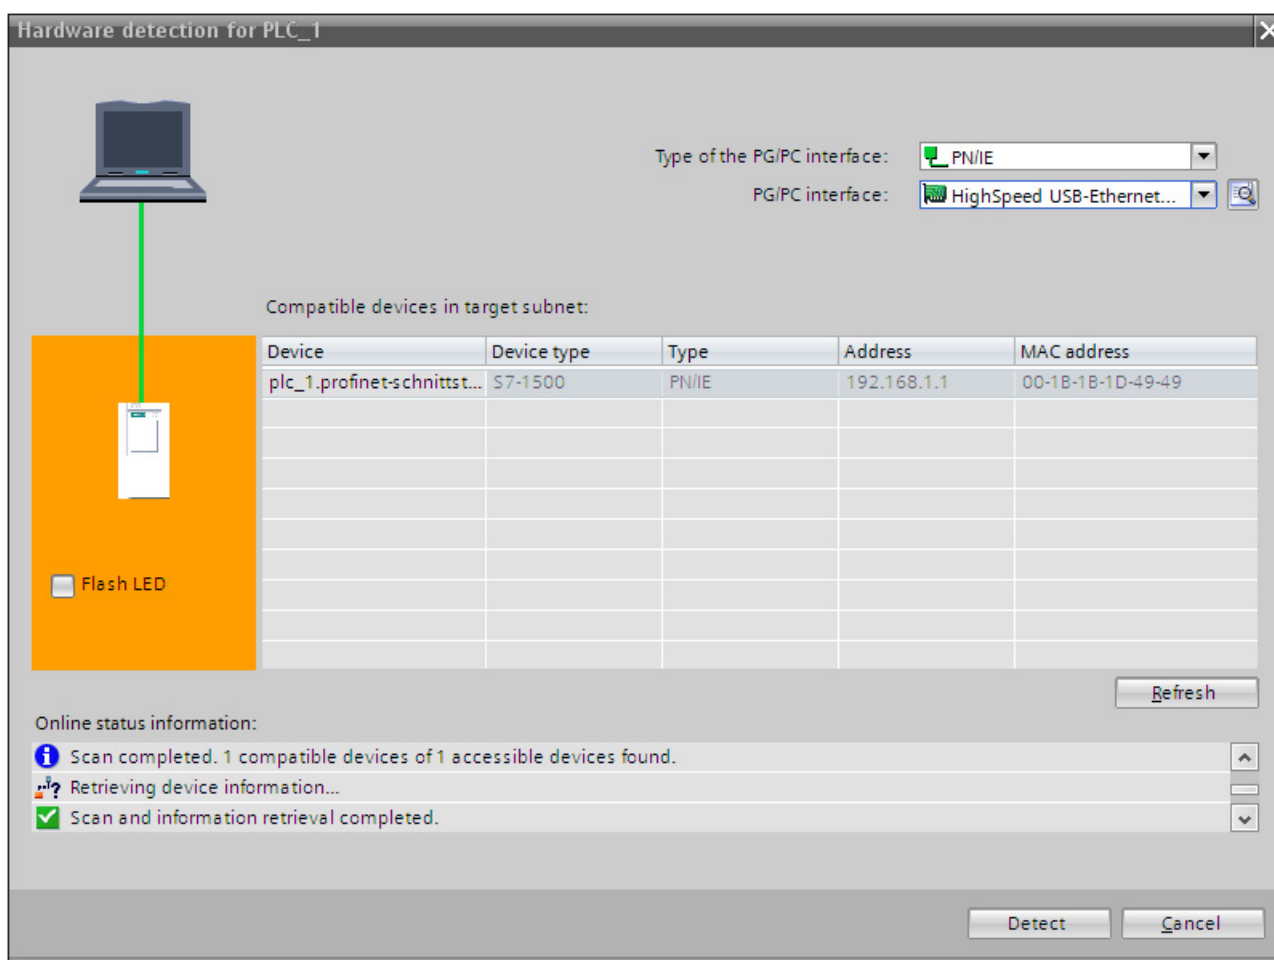 Hardware detection for PLC_1
Type of the PG/PC interface: PN/IE
PG/PC interface: HighSpeed USB-Ethernet...
Compatible devices in target subnet:
Device Device type Type Address MAC address
plc_1.profinet-schnittst... S7-1500 PN/IE 192.168.1.1 00-1B-1B-1D-49-49
Flash LED
Refresh
Online status information:
Scan completed. 1 compatible devices of 1 accessible devices found.
Retrieving device information...
Scan and information retrieval completed.
Detect Cancel